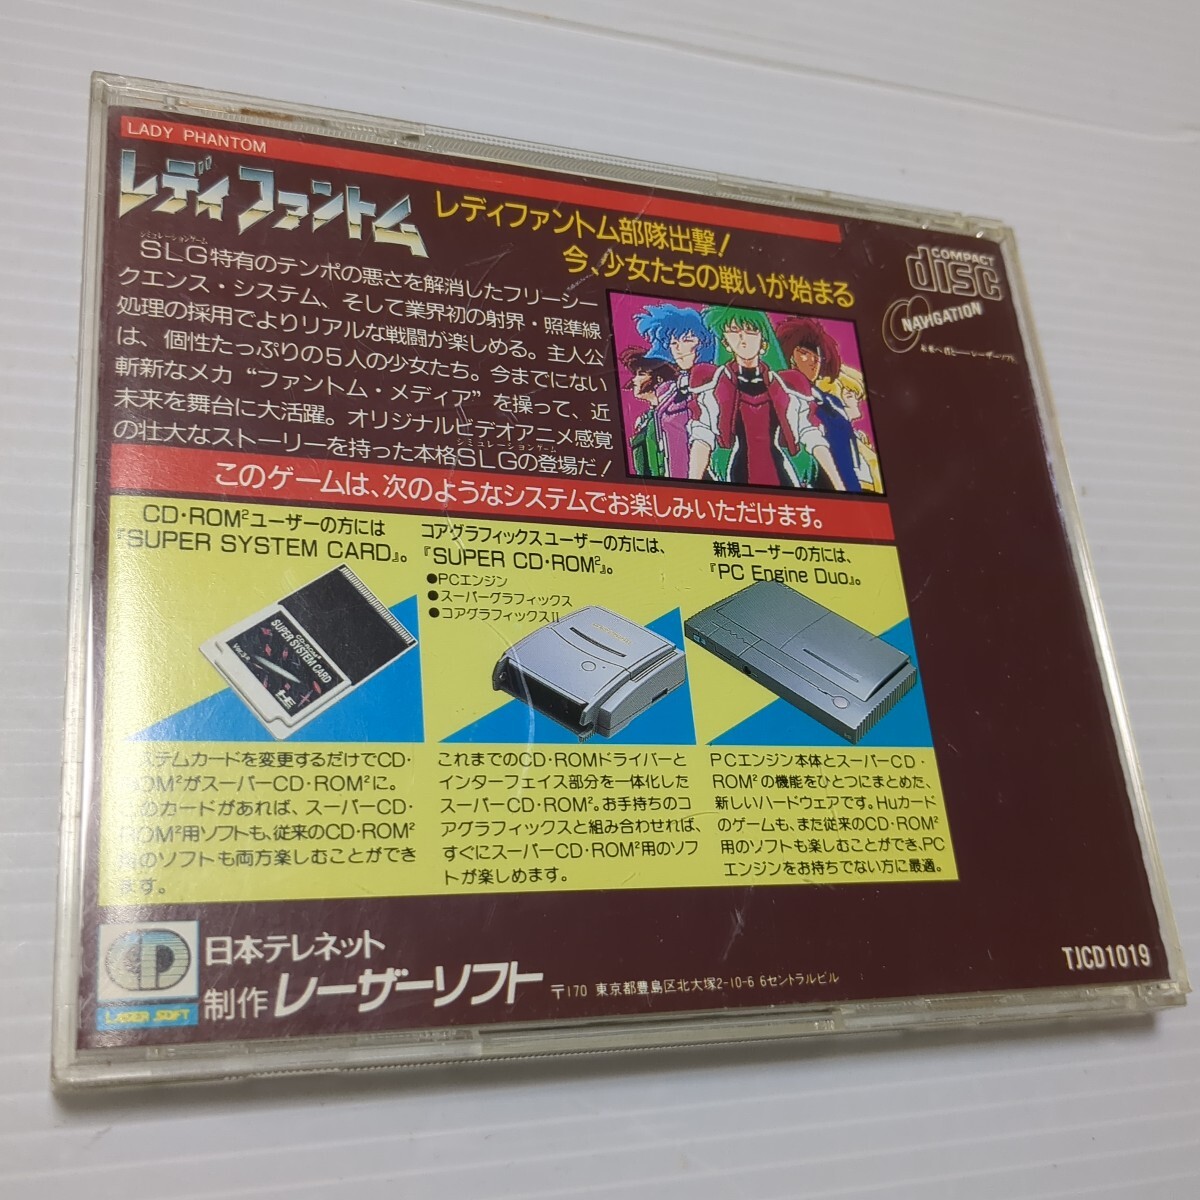 LADY PHANTOM
レディファントム
レディファントム部隊出撃!
今、少女たちの戦いが始まる
COMPACT
disc
NAVIGATION
シミュレーションゲーム
SLG特有のテンポの悪さを解消したフリーシー
クエンス・システム、そして業界初の射界・照準線
処理の採用でよりリアルな戦闘が楽しめる。主人公
は、個性たっぷりの5人の少女たち。今までにない
斬新なメカ“ファントム・メディア”を操って、近
未来を舞台に大活躍。オリジナルビデオアニメ感覚
シミュレーションゲーム
の壮大なストーリーを持った本格SLGの登場だ!
このゲームは、次のようなシステムでお楽しみいただけます。
CD・ROM²ユーザーの方には
『SUPER SYSTEM CARD』。
CD-ROM²
SUPER SYSTEM CARD
ステムカードを変更するだけでCD・
ROM²がスーパーCD・ROM²に。
のカードがあれば、スーパーCD・
ROM²用ソフトも、従来のCD・ROM²
用のソフトも両方楽しむことができ
ます。
コアグラフィックスユーザーの方には、
『SUPER CD・ROM²』。
●PCエンジン
●スーパーグラフィックス
●コアグラフィックスII
これまでのCD・ROMドライバーと
インターフェイス部分を一体化した
スーパーCD・ROM²。お手持ちのコ
アグラフィックスと組み合わせれば、
すぐにスーパーCD・ROM²用のソフ
トが楽しめます。
新規ユーザーの方には、
『PC Engine Duo』。
PCエンジン本体とスーパーCD・
ROM²の機能をひとつにまとめた、
新しいハードウェアです。Huカード
のゲームも、また従来のCD・ROM²
用のソフトも楽しむことができ、PC
エンジンをお持ちでない方に最適。
LASER SOFT
日本テレネット
制作 レーザーソフト
〒170 東京都豊島区北大塚2-10-6 6セントラルビル
TJCD1019